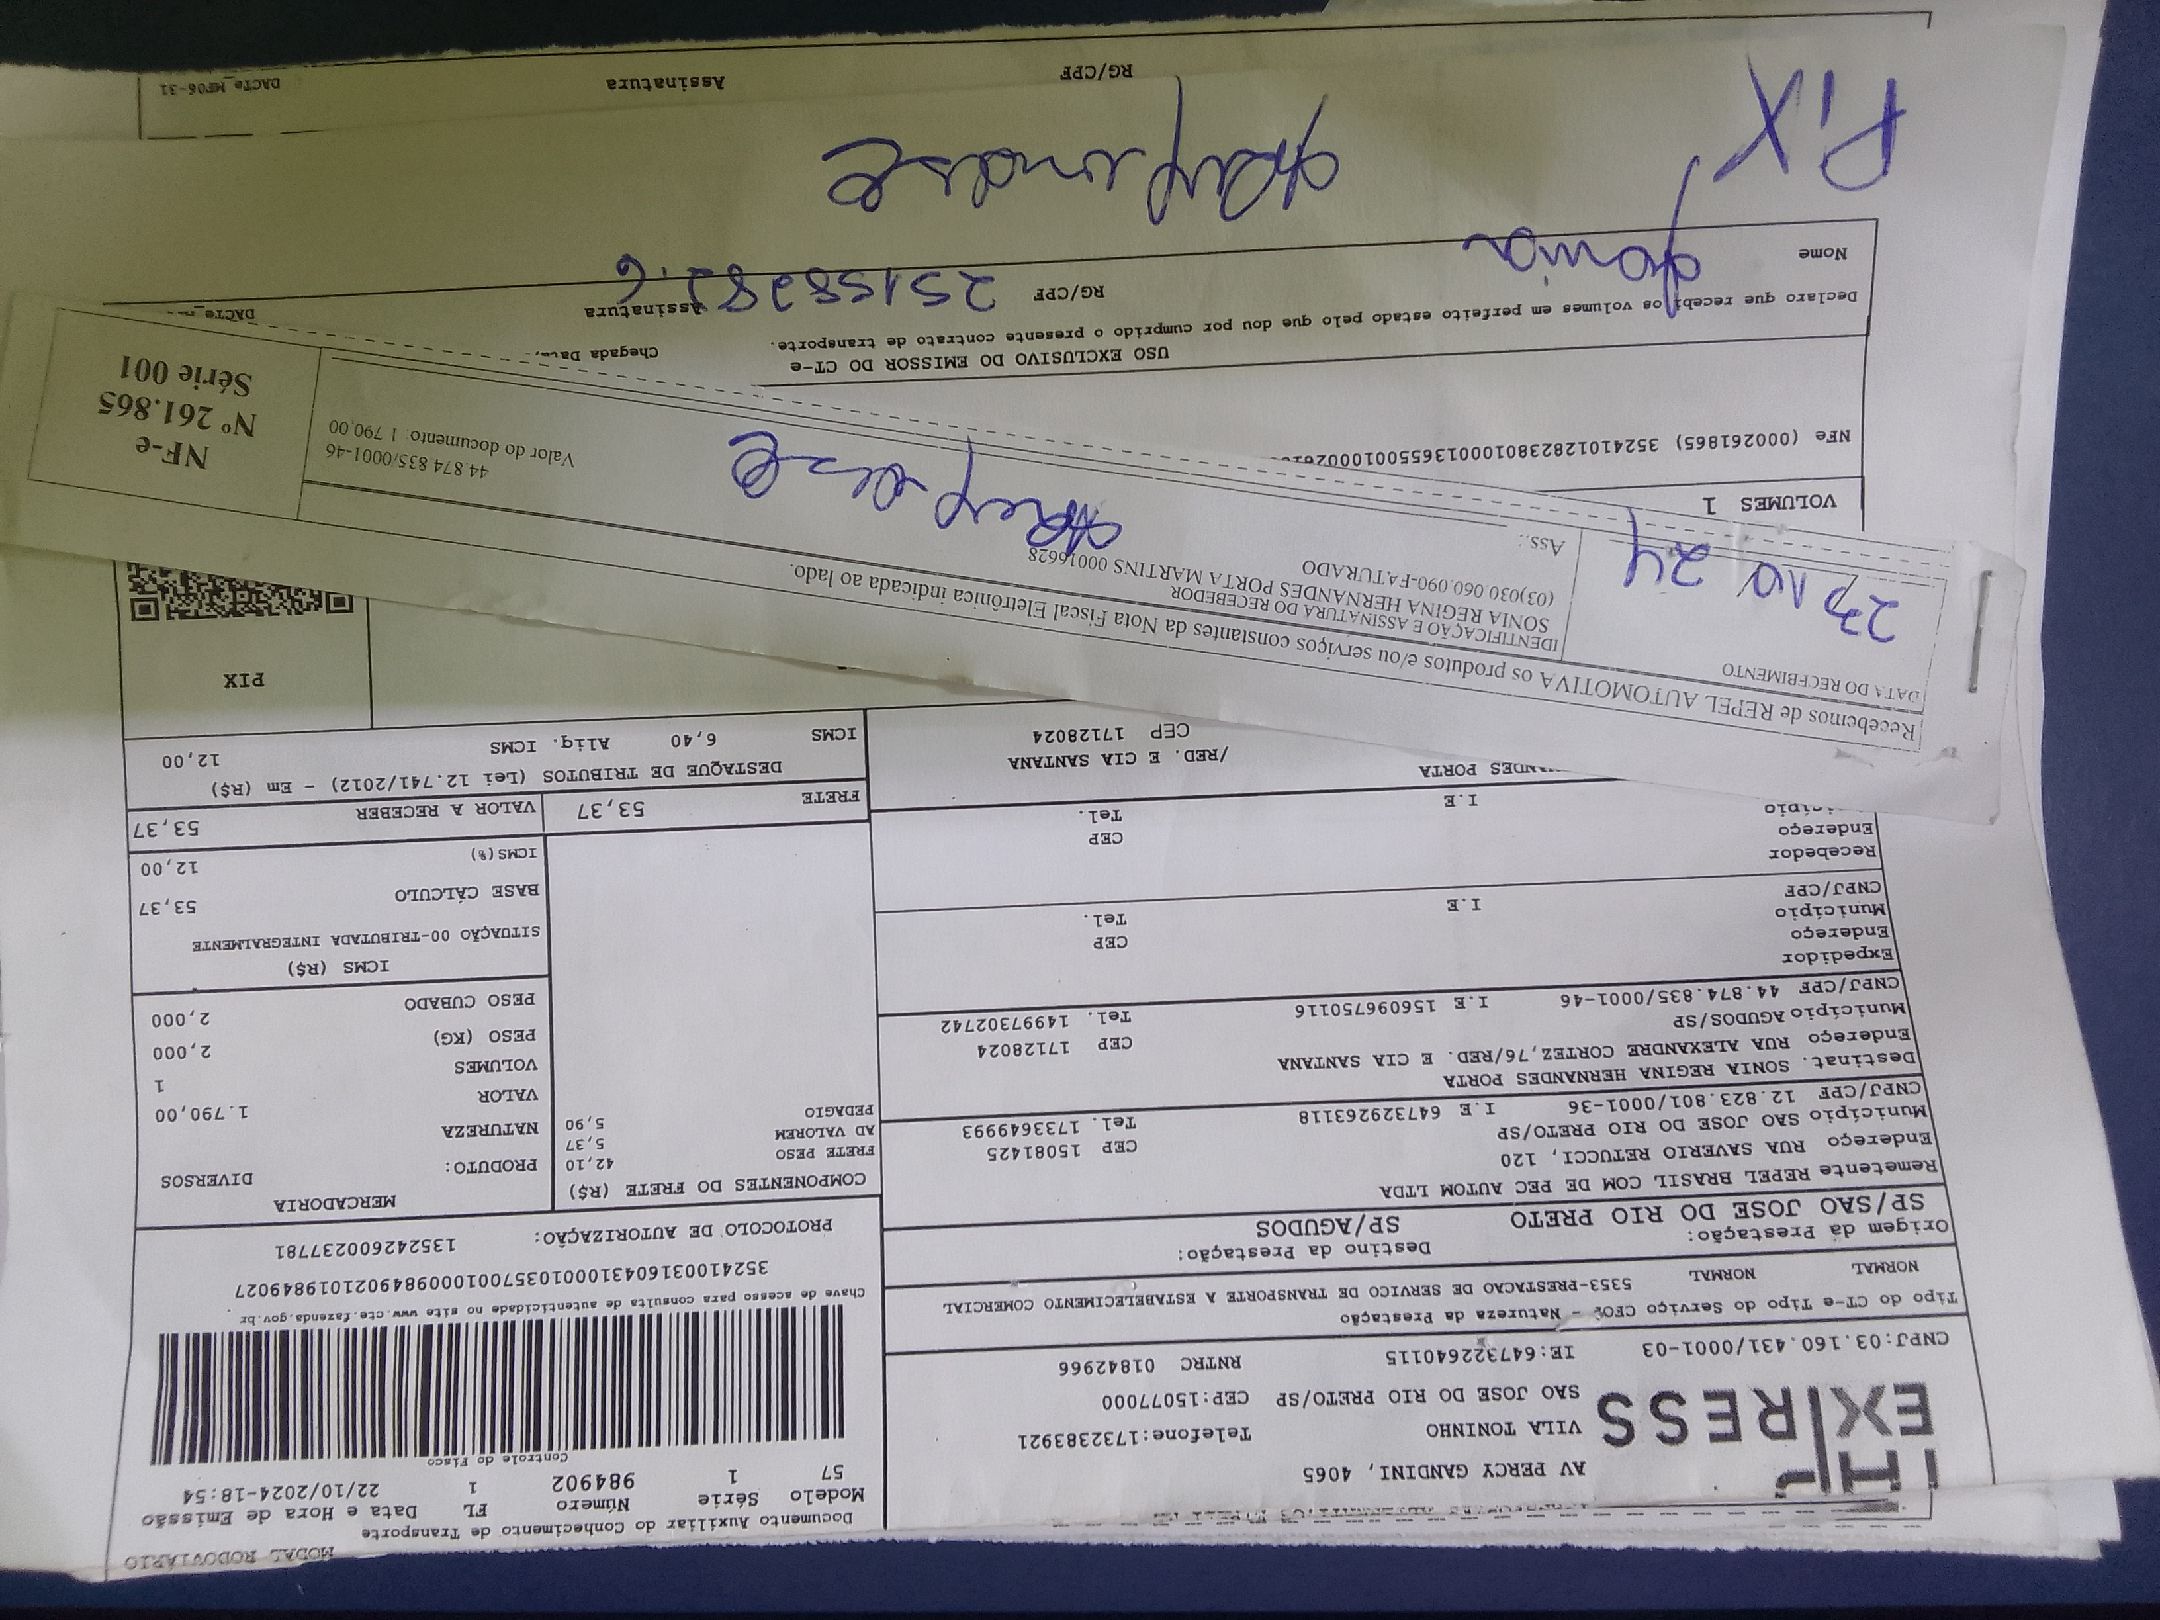 MODAL RODOVIÁRIO
Documento Auxiliar do Conhecimento de Transporte
Modelo Série Número FL Data e Hora de Emissão
57 1 984902 1 22/10/2024-18:54
Controle do Fisco
EXPRESS
AV PERCY GANDINI, 4065
VILA TONINHO Telefone:1732383921
SAO JOSE DO RIO PRETO/SP CEP:15077000
CNPJ:03.160.431/0001-03 IE:647322640115 RNTRC 01842966
Chave de acesso para consulta de autenticidade no site www.cte.fazenda.gov.br
35241003160431000103570010009849021019849027
PROTOCOLO DE AUTORIZAÇÃO: 135242600237781
Tipo do CT-e Tipo do Serviço CFOP - Natureza da Prestação
NORMAL NORMAL 5353-PRESTACAO DE SERVICO DE TRANSPORTE A ESTABELECIMENTO COMERCIAL
Origem da Prestação: Destino da Prestação:
SP/SAO JOSE DO RIO PRETO SP/AGUDOS
Remetente REPEL BRASIL COM DE PEC AUTOM LTDA
Endereço RUA SAVERIO RETUCCI, 120 CEP 15081425
Município SAO JOSE DO RIO PRETO/SP Tel. 1733649993
CNPJ/CPF 12.823.801/0001-36 I.E 647329263118
Destinat. SONIA REGINA HERNANDES PORTA
Endereço RUA ALEXANDRE CORTEZ,76/RED. E CIA SANTANA CEP 17128024
Município AGUDOS/SP Tel. 14997302742
CNPJ/CPF 44.874.835/0001-46 I.E 156096750116
Expedidor
Endereço CEP
Município Tel.
CNPJ/CPF I.E
Recebedor
Endereço CEP
Tel.
I.E
PORTA
/RED. E CIA SANTANA
CEP 17128024
COMPONENTES DO FRETE (R$)
FRETE PESO 42,10
AD VALOREM 5,37
PEDAGIO 5,90
MERCADORIA
PRODUTO: DIVERSOS
NATUREZA
VALOR 1.790,00
VOLUMES 1
PESO (KG) 2,000
PESO CUBADO 2,000
ICMS (R$)
SITUAÇÃO 00-TRIBUTADA INTEGRALMENTE
BASE CÁLCULO 53,37
ICMS(%) 12,00
FRETE 53,37 VALOR A RECEBER 53,37
DESTAQUE DE TRIBUTOS (Lei 12.741/2012) - Em (R$)
ICMS 6,40 Aliq. ICMS 12,00
PIX
Recebemos de REPEL AUTOMOTIVA os produtos e/ou serviços constantes da Nota Fiscal Eletrônica indicada ao lado.
DATA DO RECEBIMENTO
IDENTIFICAÇÃO E ASSINATURA DO RECEBEDOR
SONIA REGINA HERNANDES PORTA MARTINS 00016628
(03)030.060.090-FATURADO
Ass.:
44.874.835/0001-46
Valor do documento: 1.790,00
NF-e
Nº 261.865
Série 001
VOLUMES 1
NFe (000261865)
USO EXCLUSIVO DO EMISSOR DO CT-e
Chegada
Declaro que recebi os volumes em perfeito estado pelo que dou por cumprido o presente contrato de transporte.
Nome Sonia RG/CPF Assinatura
PIX
RG/CPF Assinatura DACTe_MF06-31